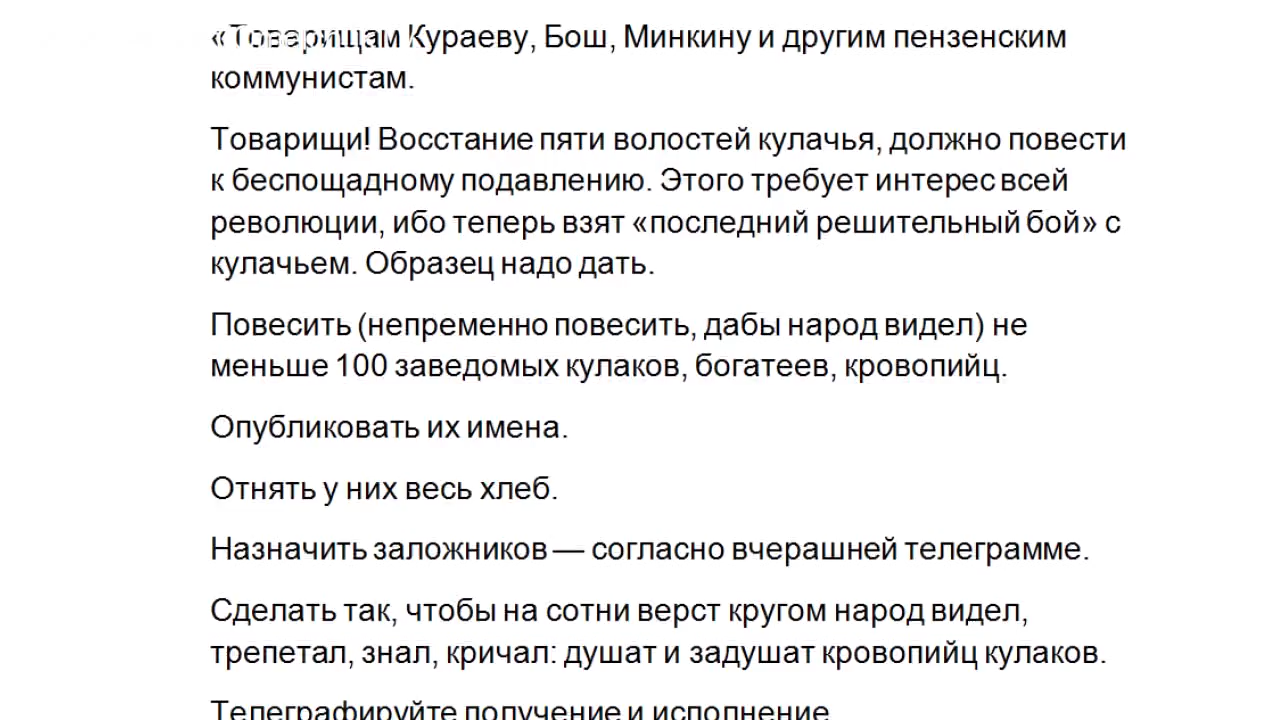 «Товарищам Кураеву, Бош, Минкину и другим пензенским
коммунистам.
Товарищи! Восстание пяти волостей кулачья, должно повести
к беспощадному подавлению. Этого требует интерес всей
революции, ибо теперь взят «последний решительный бой» с
кулачьем. Образец надо дать.
Повесить (непременно повесить, дабы народ видел) не
меньше 100 заведомых кулаков, богатеев, кровопийц.
Опубликовать их имена.
Отнять у них весь хлеб.
Назначить заложников — согласно вчерашней телеграмме.
Сделать так, чтобы на сотни верст кругом народ видел,
трепетал, знал, кричал: душат и задушат кровопийц кулаков.
Телеграфируйте получение и исполнение